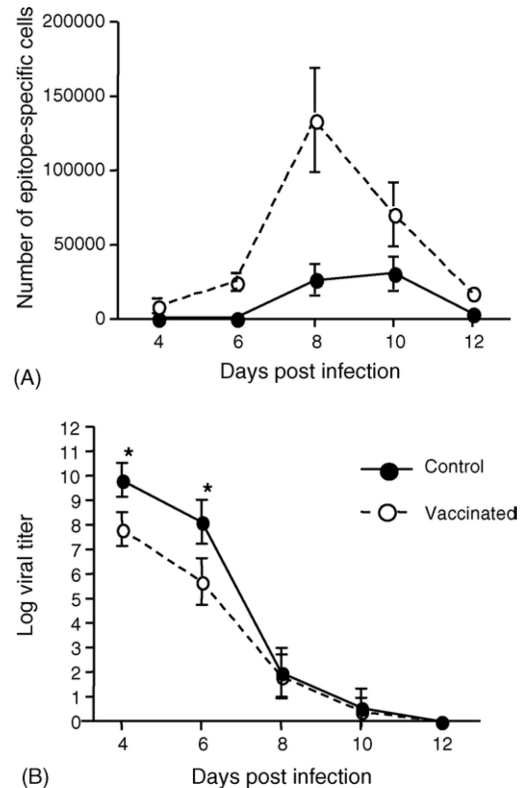 Number of epitope-specific cells
200000
150000
100000
50000
0
4 6 8 10 12
Days post infection
(A)
Log viral titer
12
11
10
9
8
7
6
5
4
3
2
1
0
*
*
Control
Vaccinated
4 6 8 10 12
Days post infection
(B)